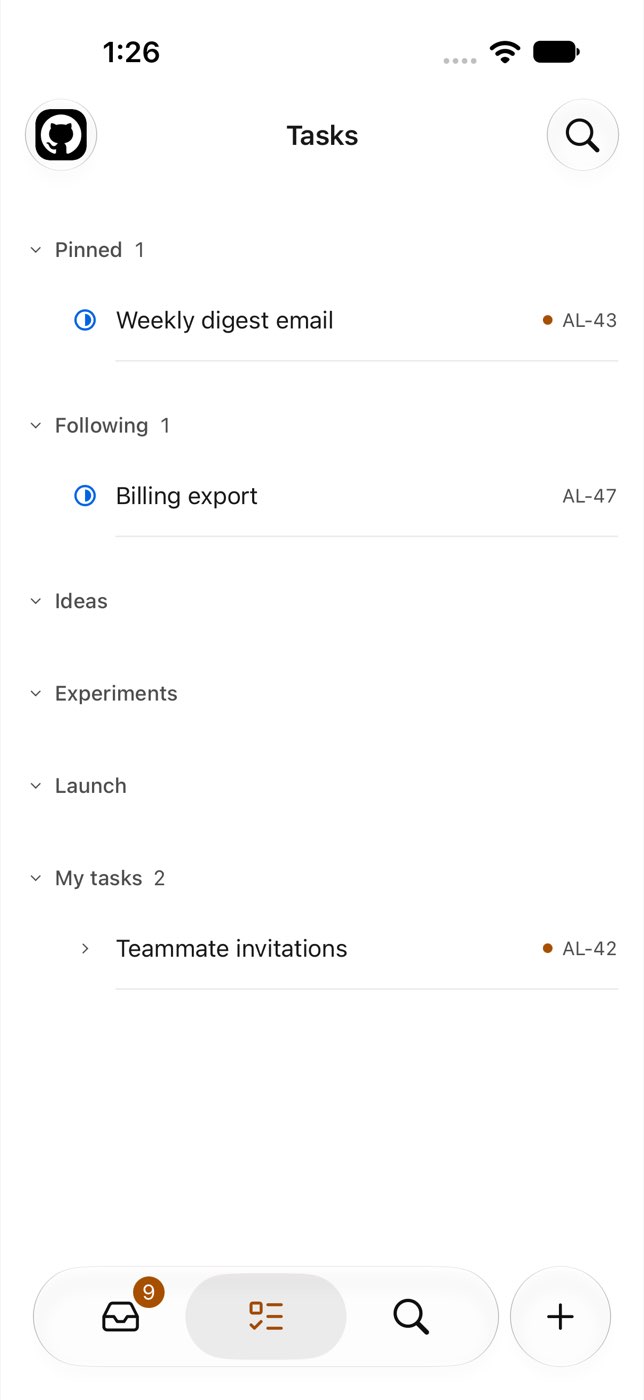 1:26
Tasks
Pinned 1
Weekly digest email AL-43
Following 1
Billing export AL-47
Ideas
Experiments
Launch
My tasks 2
Teammate invitations AL-42
9